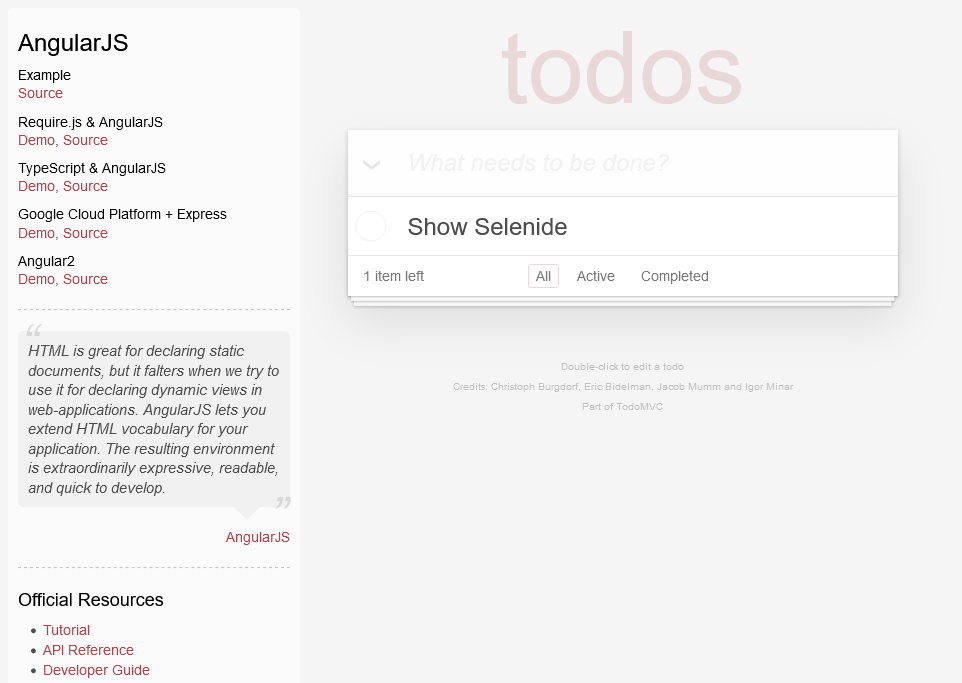 AngularJS
Example
Source
Require.js & AngularJS
Demo, Source
TypeScript & AngularJS
Demo, Source
Google Cloud Platform + Express
Demo, Source
Angular2
Demo, Source
“
HTML is great for declaring static
documents, but it falters when we try to
use it for declaring dynamic views in
web-applications. AngularJS lets you
extend HTML vocabulary for your
application. The resulting environment
is extraordinarily expressive, readable,
and quick to develop.
”
AngularJS
Official Resources
• Tutorial
• API Reference
• Developer Guide
todos
What needs to be done?
Show Selenide
1 item left All Active Completed
Double-click to edit a todo
Credits: Christoph Burgdorf, Eric Bidelman, Jacob Mumm and Igor Minar
Part of TodoMVC